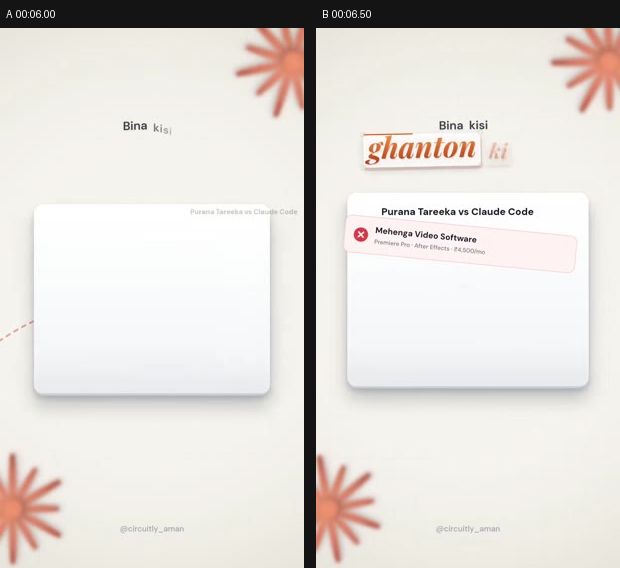 A 00:06.00
Bina kisi
Purana Tareeka vs Claude Code
@circuitly_aman
B 00:06.50
Bina kisi
ghanton ki
Purana Tareeka vs Claude Code
Mehenga Video Software
Premiere Pro · After Effects · ₹4,500/mo
@circuitly_aman